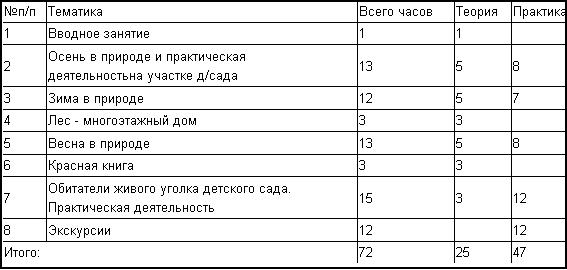 №п/п Тематика Всего часов Теория Практика
1 Вводное занятие 1 1
Осень в природе и практическая
2 деятельностьна участке д/сада 13 5 8
3 Зима в природе 12 5 7
4 Лес - многоэтажный дом 3 3
5 Весна в природе 13 5 8
6 Красная книга 3 3
Обитатели живого уголка детского сада.
7 Практическая деятельность 15 3 12
8 Экскурсии 12 12
Итого: 72 25 47